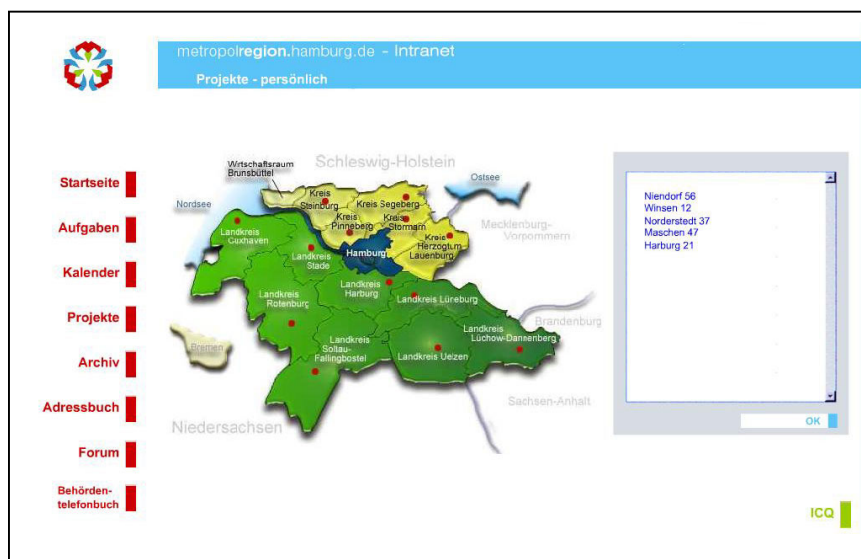 metropolregion.hamburg.de - Intranet
Projekte - persönlich
Startseite
Aufgaben
Kalender
Projekte
Archiv
Adressbuch
Forum
Behörden-
telefonbuch
Schleswig-Holstein
Wirtschaftsraum
Brunsbüttel
Nordsee
Ostsee
Kreis
Steinburg
Kreis Segeberg
Kreis
Pinneberg
Kreis
Stormarn
Mecklenburg-
Vorpommern
Landkreis
Cuxhaven
Landkreis
Stade
Hamburg
Kreis
Herzogtum
Lauenburg
Landkreis
Harburg
Landkreis Lüneburg
Landkreis
Rotenburg
Brandenburg
Bremen
Landkreis
Soltau-
Fallingbostel
Landkreis Uelzen
Landkreis
Lüchow-Dannenberg
Sachsen-Anhalt
Niedersachsen
Niendorf 56
Winsen 12
Norderstedt 37
Maschen 47
Harburg 21
OK
ICQ